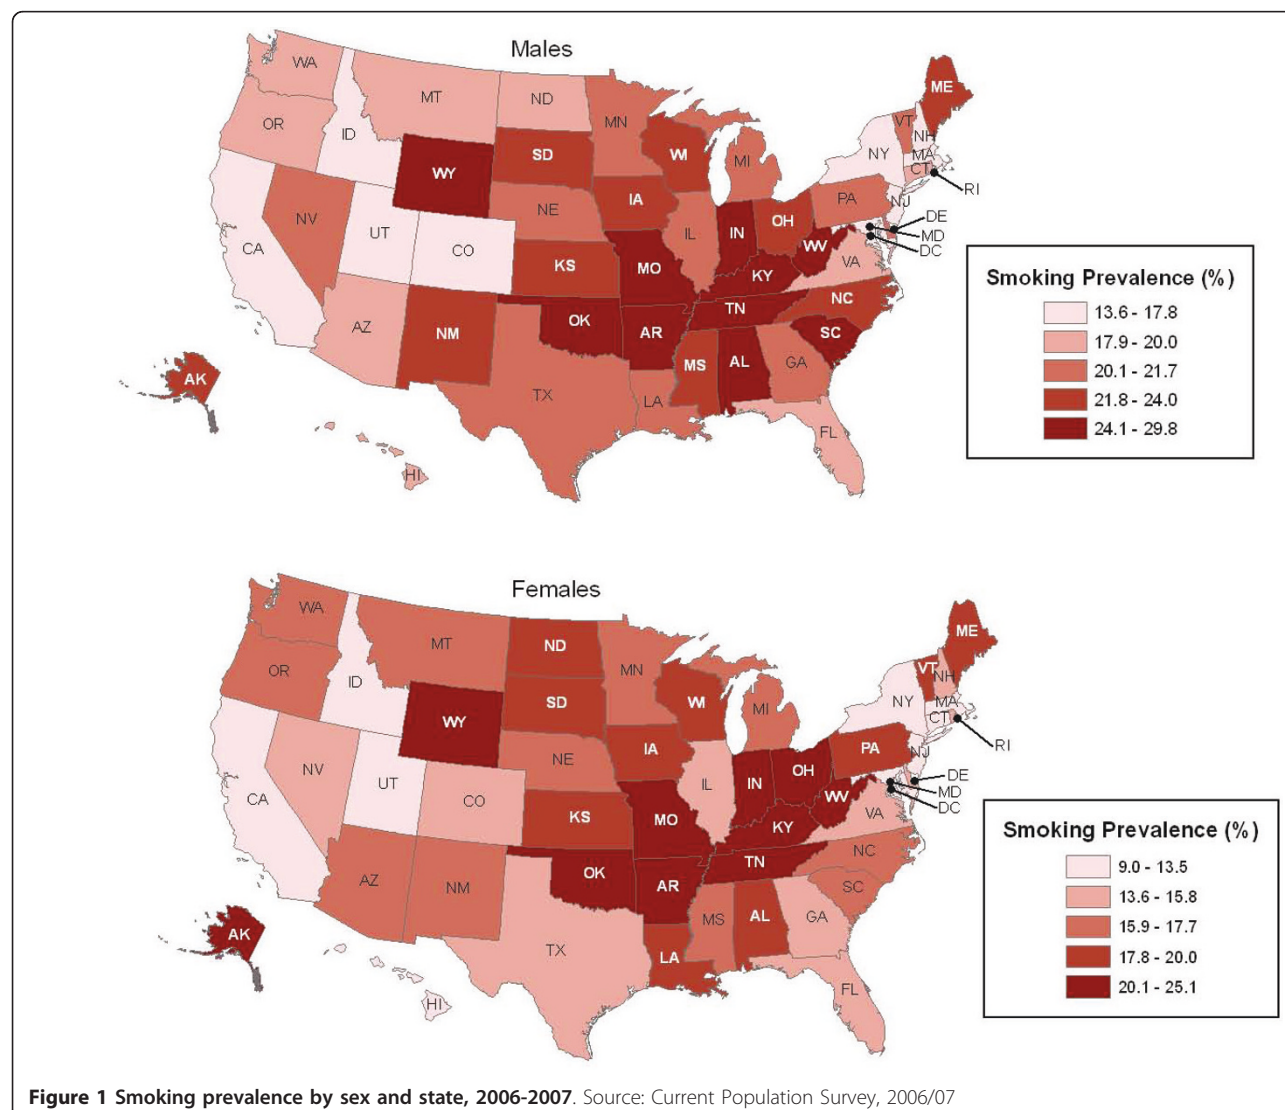 Males
WA
MT
ND
MN
ME
VT
NH
OR
ID
SD
WI
MI
NY
MA
CT
RI
WY
IA
PA
NJ
NE
DE
NV
IL
IN
OH
MD
CA
UT
CO
WV
DC
VA
KS
MO
KY
AZ
NM
OK
AR
TN
NC
SC
MS
AL
GA
TX
LA
AK
FL
HI
Smoking Prevalence (%)
13.6 - 17.8
17.9 - 20.0
20.1 - 21.7
21.8 - 24.0
24.1 - 29.8
Females
WA
MT
ND
MN
ME
VT
NH
OR
ID
SD
WI
MI
NY
MA
CT
RI
WY
IA
PA
NJ
NE
DE
NV
IL
IN
OH
MD
CA
UT
CO
WV
DC
VA
KS
MO
KY
AZ
NM
OK
AR
TN
NC
SC
MS
AL
GA
TX
LA
AK
FL
HI
Smoking Prevalence (%)
9.0 - 13.5
13.6 - 15.8
15.9 - 17.7
17.8 - 20.0
20.1 - 25.1
Figure 1 Smoking prevalence by sex and state, 2006-2007. Source: Current Population Survey, 2006/07